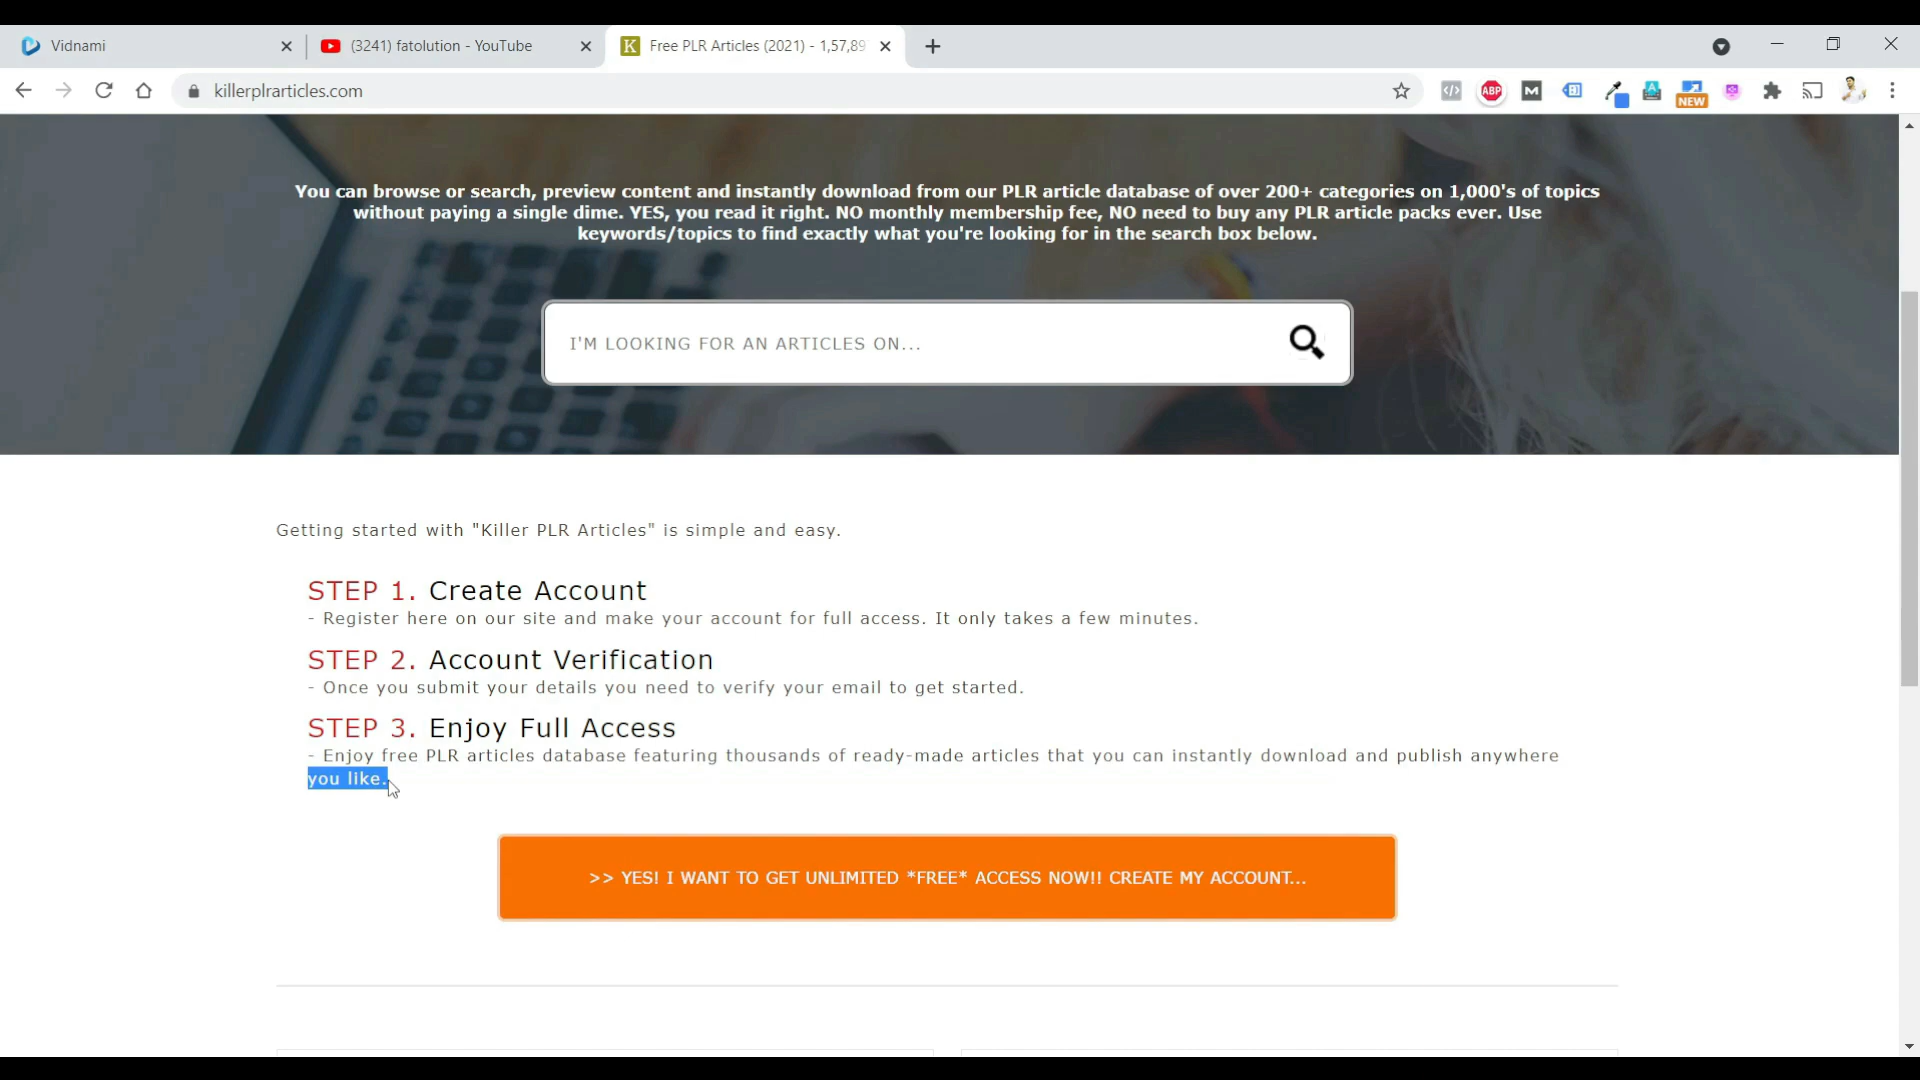 Vidnami
(3241) fatolution - YouTube
Free PLR Articles (2021) - 1,57,89
killerplrarticles.com
ABP
M
NEW
You can browse or search, preview content and instantly download from our PLR article database of over 200+ categories on 1,000's of topics
without paying a single dime. YES, you read it right. NO monthly membership fee, NO need to buy any PLR article packs ever. Use
keywords/topics to find exactly what you're looking for in the search box below.
I'M LOOKING FOR AN ARTICLES ON...
Getting started with "Killer PLR Articles" is simple and easy.
STEP 1. Create Account
- Register here on our site and make your account for full access. It only takes a few minutes.
STEP 2. Account Verification
- Once you submit your details you need to verify your email to get started.
STEP 3. Enjoy Full Access
- Enjoy free PLR articles database featuring thousands of ready-made articles that you can instantly download and publish anywhere
you like.
>> YES! I WANT TO GET UNLIMITED *FREE* ACCESS NOW!! CREATE MY ACCOUNT...